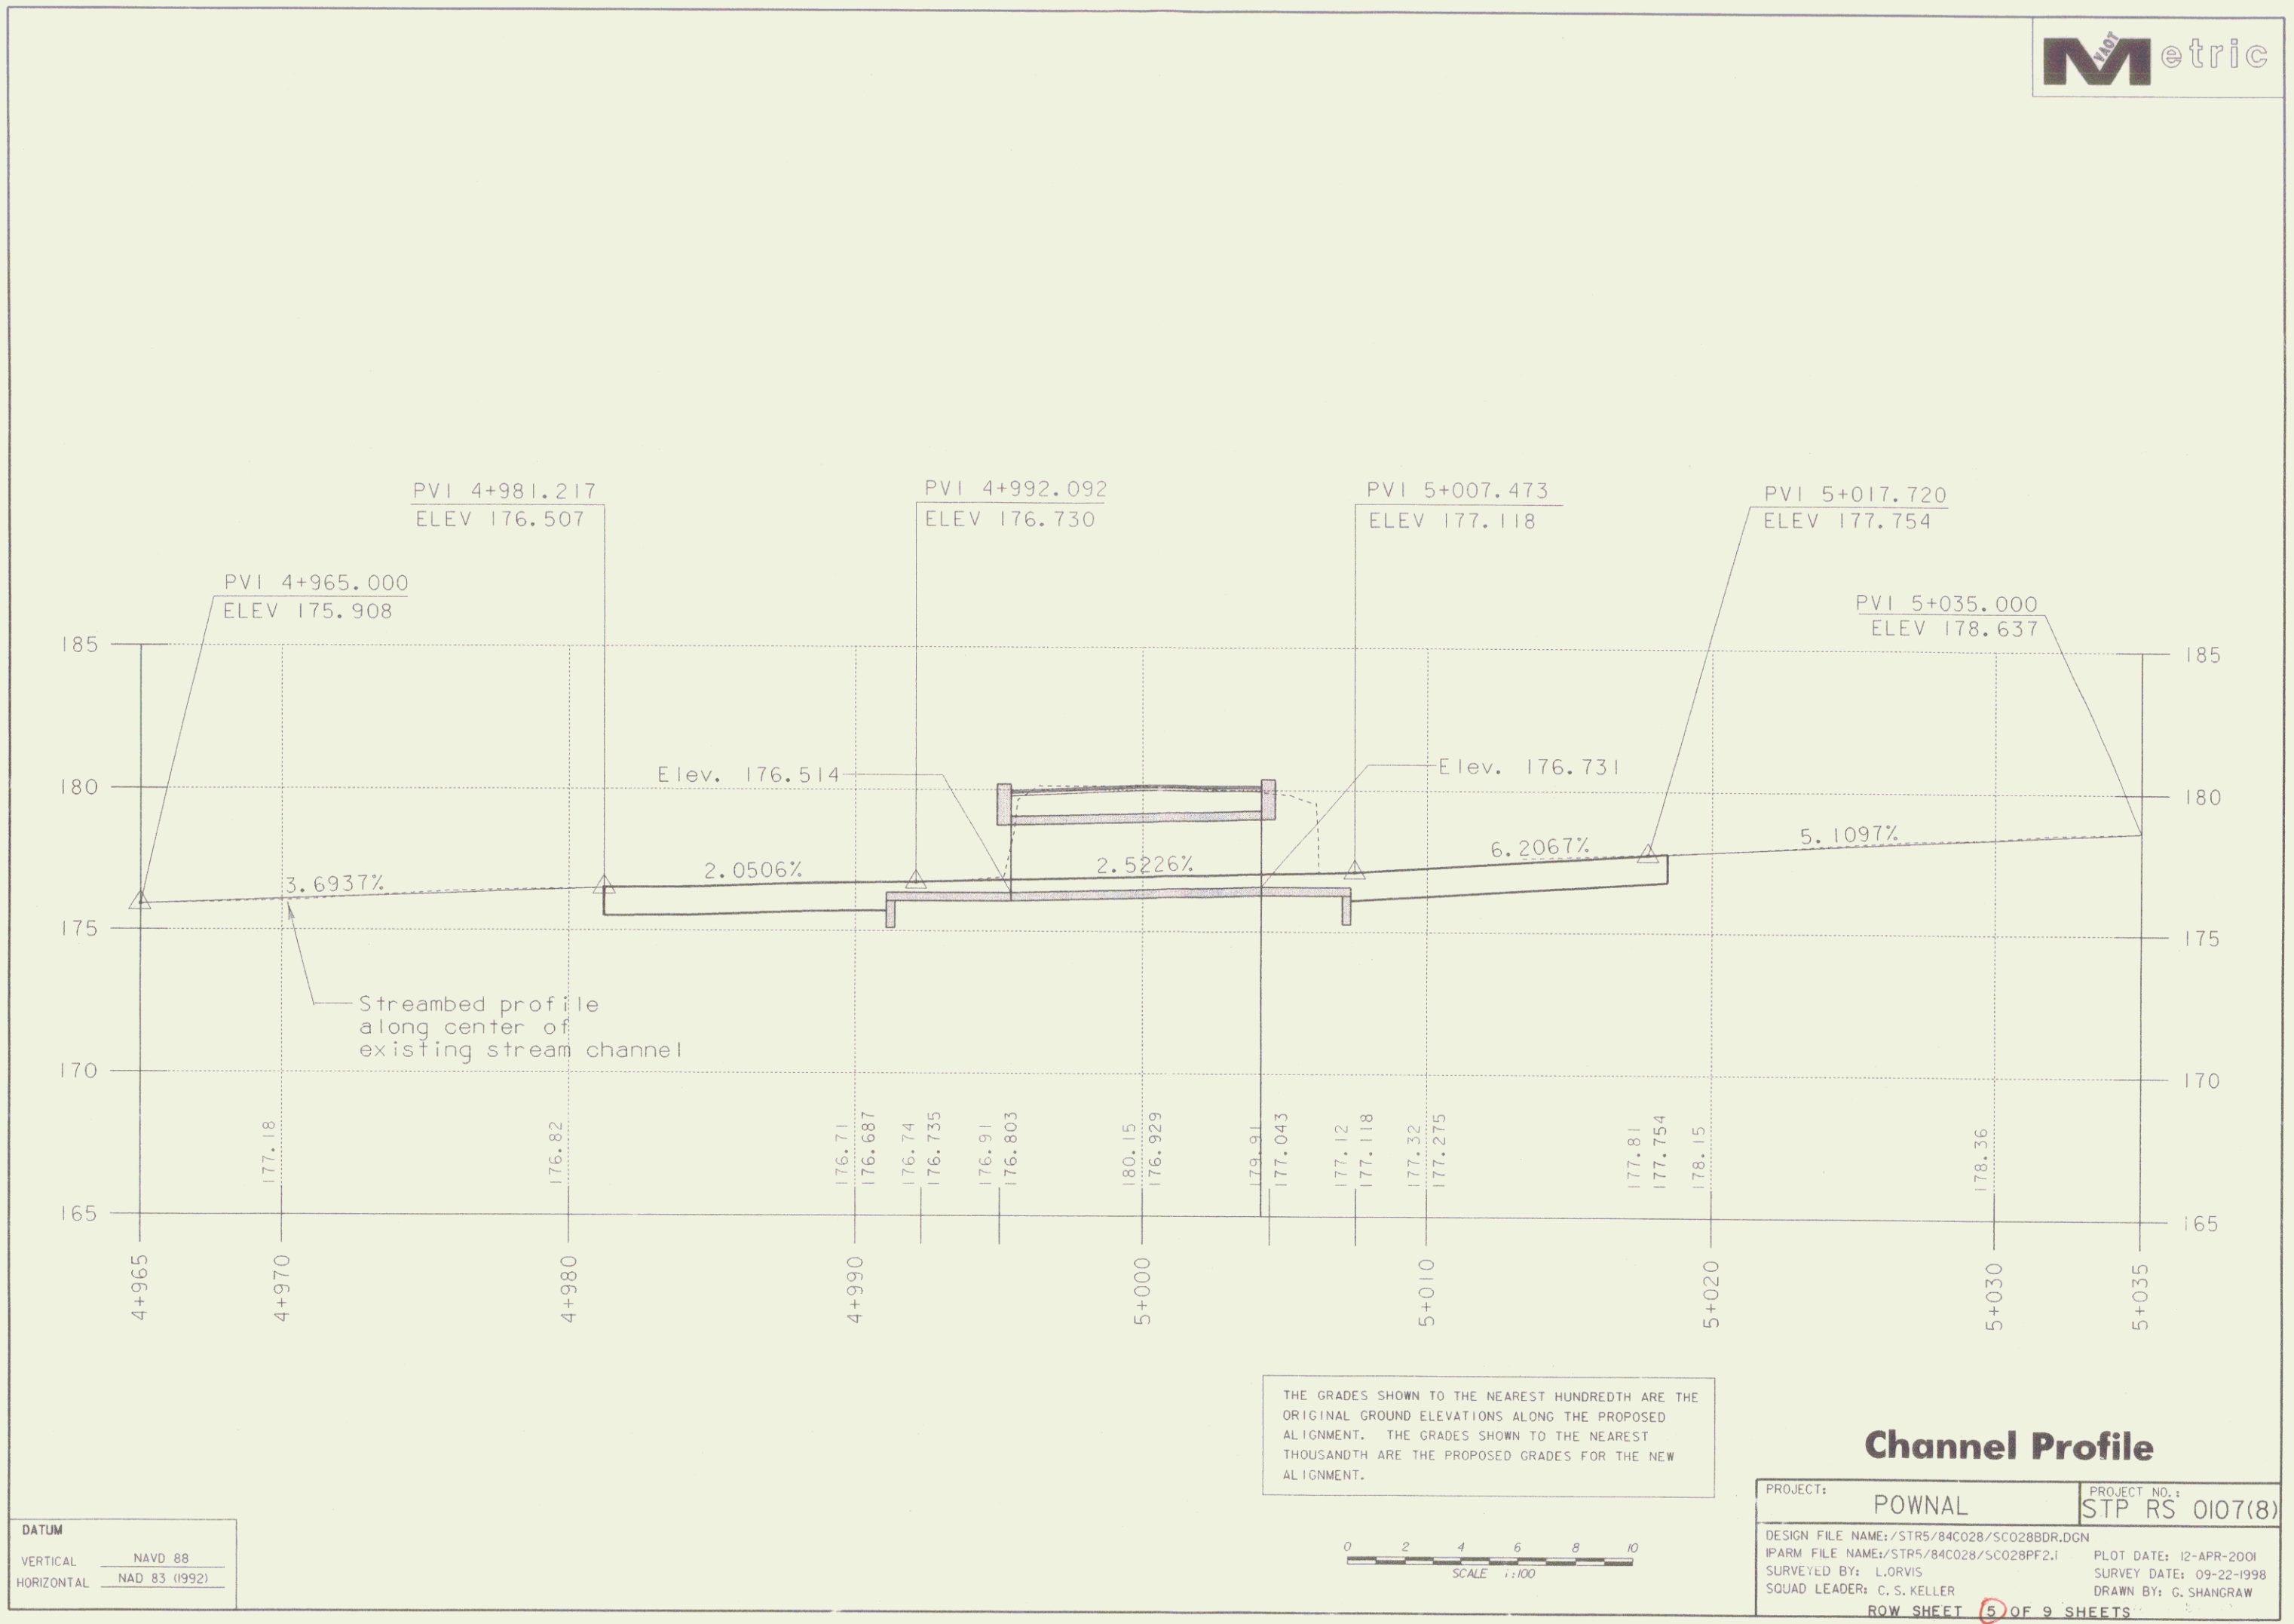 VAOT
Metric
PVI 4+981.217
ELEV 176.507
PVI 4+992.092
ELEV 176.730
PVI 5+007.473
ELEV 177.118
PVI 5+017.720
ELEV 177.754
PVI 4+965.000
ELEV 175.908
PVI 5+035.000
ELEV 178.637
185
185
Elev. 176.514
Elev. 176.731
180
180
3.6937%
2.0506%
2.5226%
6.2067%
5.1097%
175
175
Streambed profile
along center of
existing stream channel
170
170
177.18
176.82
176.71
176.687
176.74
176.735
176.91
176.803
180.15
176.929
179.91
177.043
177.12
177.118
177.32
177.275
177.81
177.754
178.15
178.36
165
165
4+965
4+970
4+980
4+990
5+000
5+010
5+020
5+030
5+035
THE GRADES SHOWN TO THE NEAREST HUNDREDTH ARE THE
ORIGINAL GROUND ELEVATIONS ALONG THE PROPOSED
ALIGNMENT. THE GRADES SHOWN TO THE NEAREST
THOUSANDTH ARE THE PROPOSED GRADES FOR THE NEW
ALIGNMENT.
Channel Profile
PROJECT:
POWNAL
PROJECT NO.:
STP RS 0107(8)
DESIGN FILE NAME:/STR5/84C028/SC028BDR.DGN
IPARM FILE NAME:/STR5/84C028/SC028PF2.I
PLOT DATE: 12-APR-2001
SURVEYED BY: L.ORVIS
SURVEY DATE: 09-22-1998
SQUAD LEADER: C.S.KELLER
DRAWN BY: G.SHANGRAW
ROW SHEET 5 OF 9 SHEETS
0 2 4 6 8 10
SCALE 1:100
DATUM
VERTICAL NAVD 88
HORIZONTAL NAD 83 (1992)